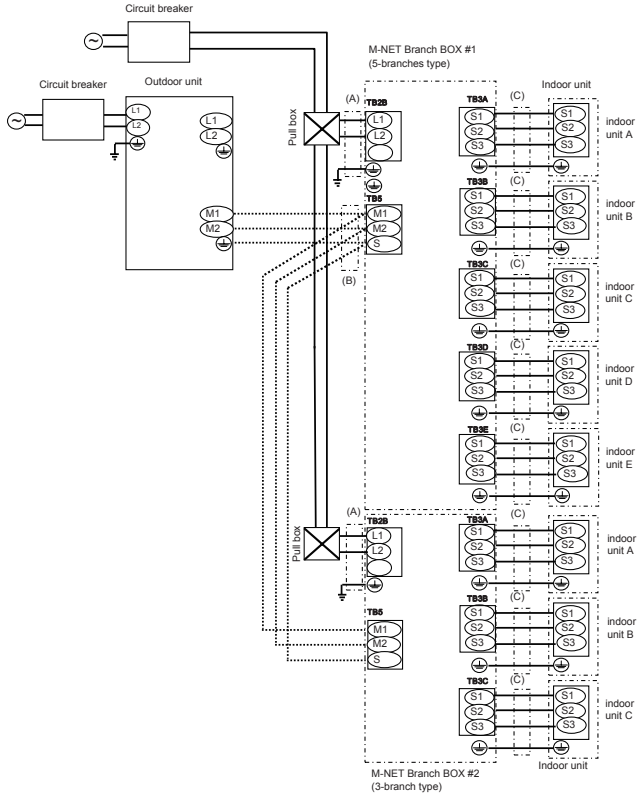 Circuit breaker
Circuit breaker
Outdoor unit
L1
L2
L1
L2
M1
M2
Pull box
M-NET Branch BOX #1
(5-branches type)
(A)
TB2B
L1
L2
TB5
M1
M2
S
(B)
Indoor unit
TB3A
(C)
S1
S2
S3
S1
S2
S3
indoor
unit A
TB3B
(C)
S1
S2
S3
S1
S2
S3
indoor
unit B
TB3C
(C)
S1
S2
S3
S1
S2
S3
indoor
unit C
TB3D
(C)
S1
S2
S3
S1
S2
S3
indoor
unit D
TB3E
(C)
S1
S2
S3
S1
S2
S3
indoor
unit E
Pull box
(A)
TB2B
L1
L2
TB5
M1
M2
S
TB3A
(C)
S1
S2
S3
S1
S2
S3
indoor
unit A
TB3B
(C)
S1
S2
S3
S1
S2
S3
indoor
unit B
TB3C
(C)
S1
S2
S3
S1
S2
S3
indoor
unit C
Indoor unit
M-NET Branch BOX #2
(3-branch type)